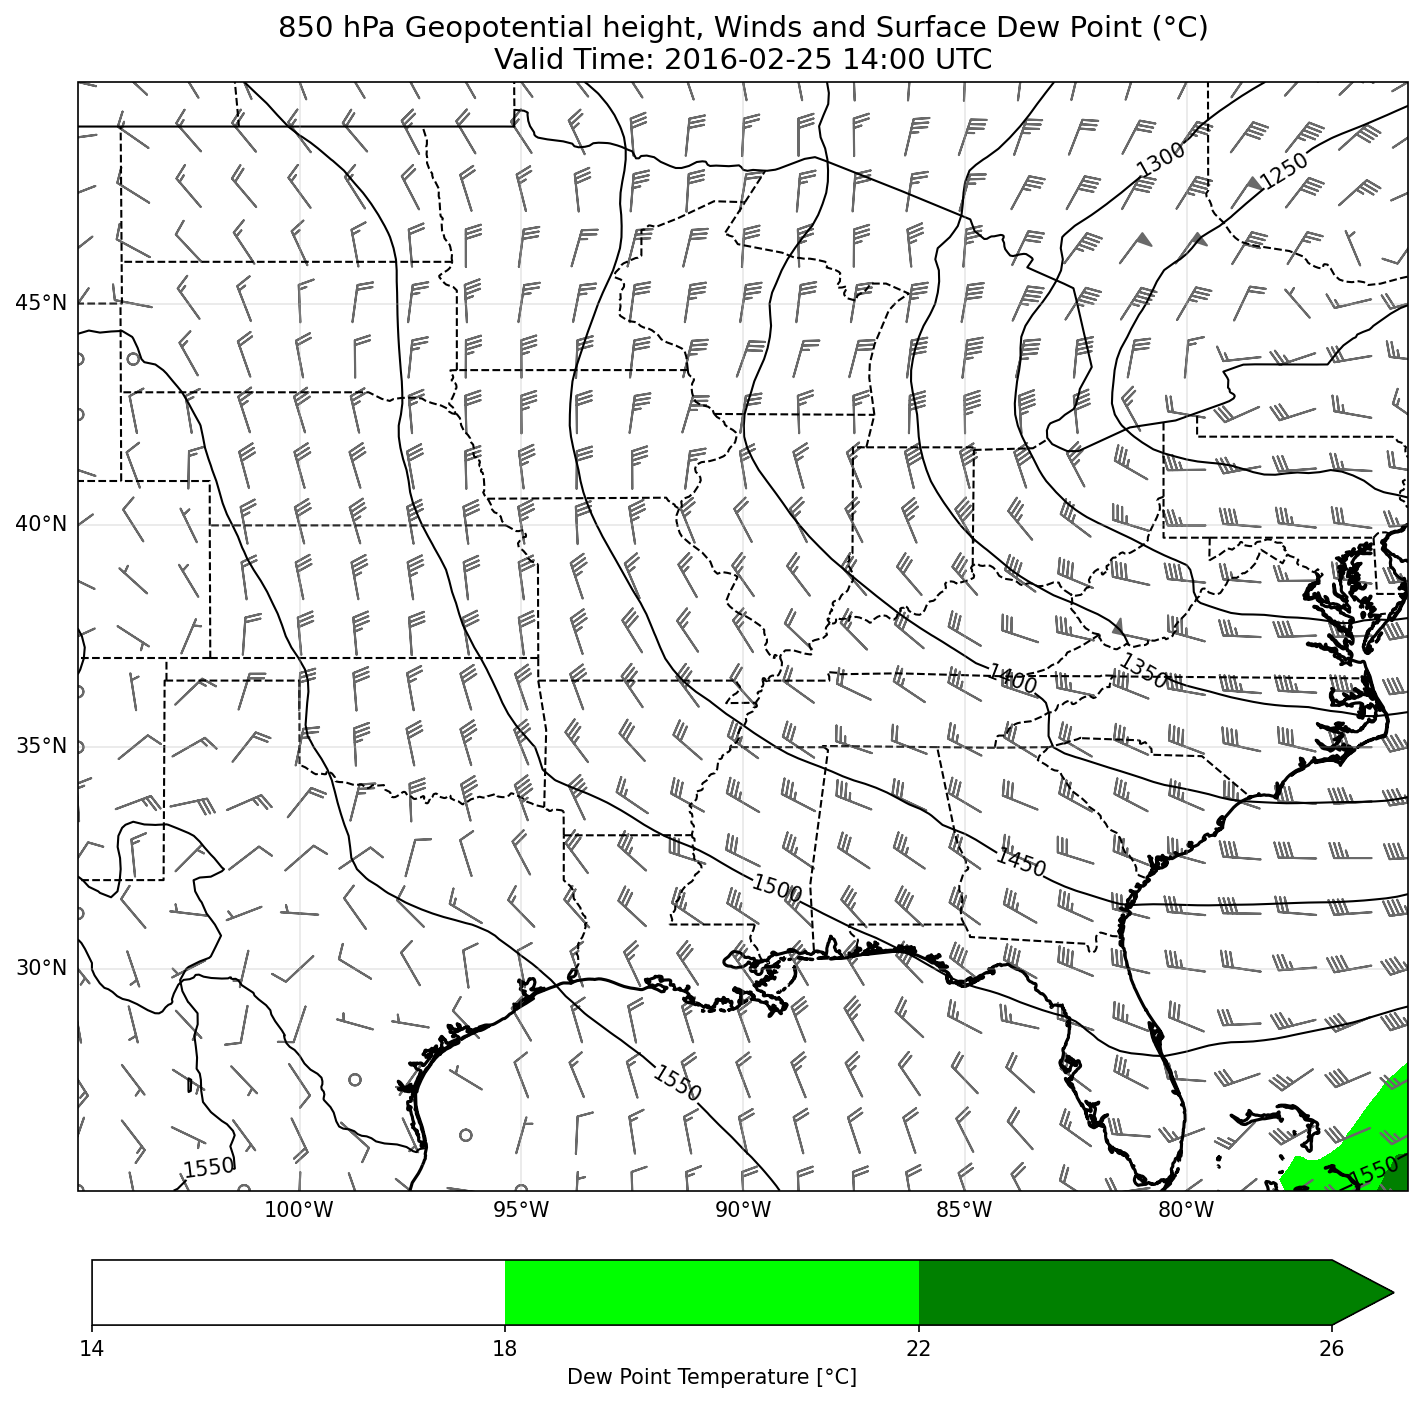 850 hPa Geopotential height, Winds and Surface Dew Point (°C)
Valid Time: 2016-02-25 14:00 UTC
1300
1250
45°N
40°N
1400
1350
35°N
1450
1500
30°N
1550
1550
1550
100°W
95°W
90°W
85°W
80°W
14
18
22
26
Dew Point Temperature [°C]